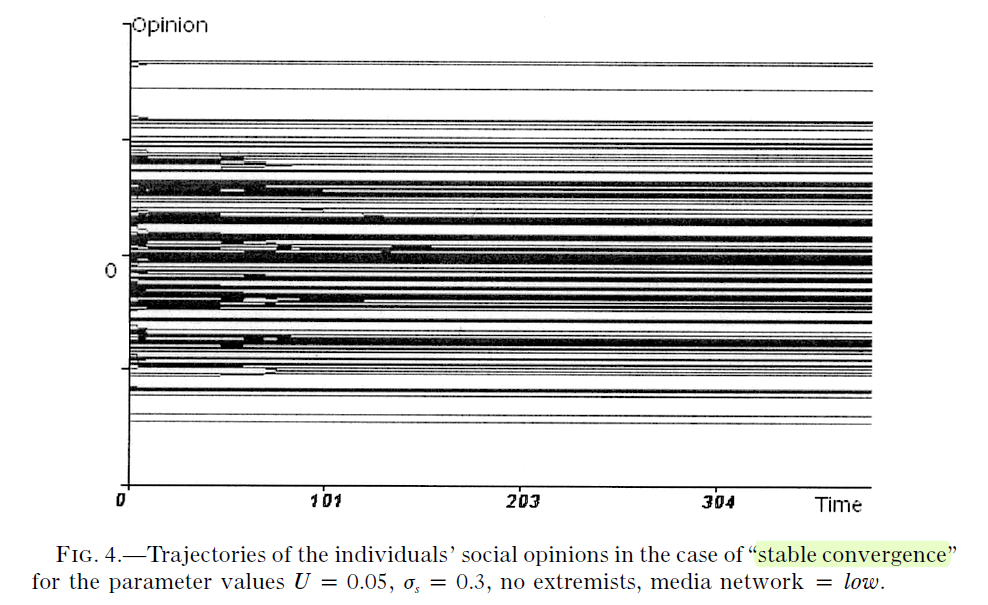 Opinion
0
0 101 203 304 Time
FIG. 4.—Trajectories of the individuals' social opinions in the case of “stable convergence”
for the parameter values U = 0.05, σs = 0.3, no extremists, media network = low.